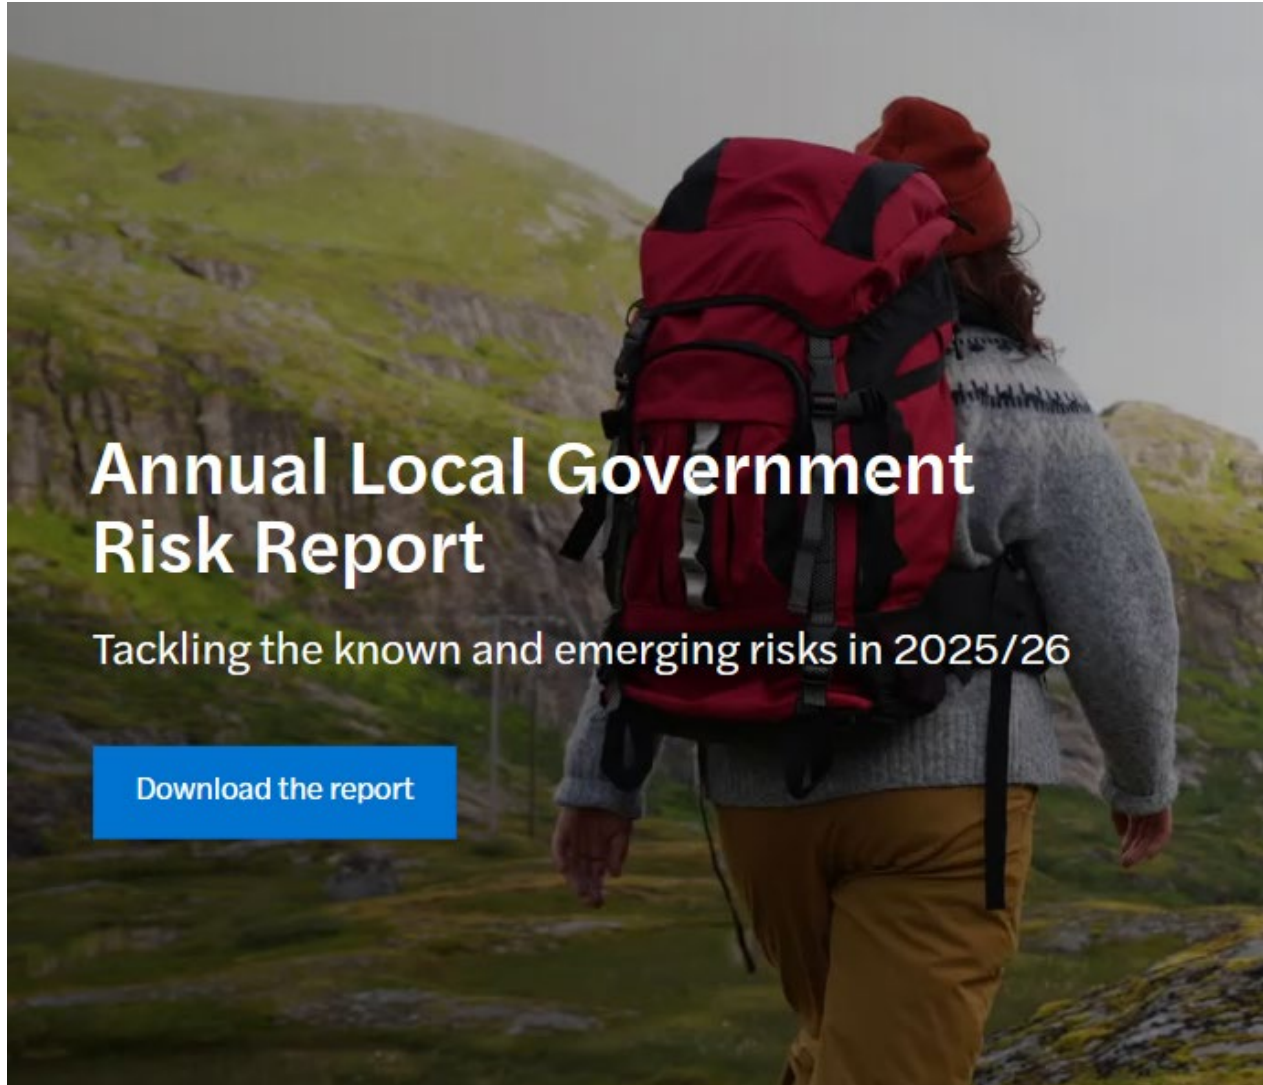 Annual Local Government
Risk Report
Tackling the known and emerging risks in 2025/26
Download the report